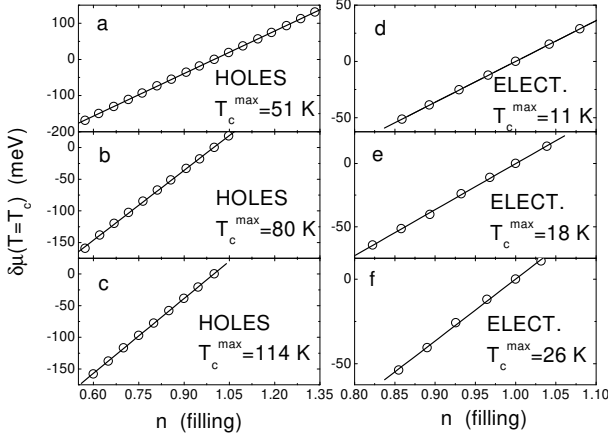 δμ(T=T_c) (meV)
a
100
0
-100
-200
HOLES
T_c^max=51 K
b
0
-50
-100
-150
HOLES
T_c^max=80 K
c
0
-50
-100
-150
HOLES
T_c^max=114 K
0.60 0.75 0.90 1.05 1.20 1.35
n (filling)
d
50
0
-50
ELECT.
T_c^max=11 K
e
0
-50
ELECT.
T_c^max=18 K
f
0
-50
ELECT.
T_c^max=26 K
0.80 0.85 0.90 0.95 1.00 1.05 1.10
n (filling)